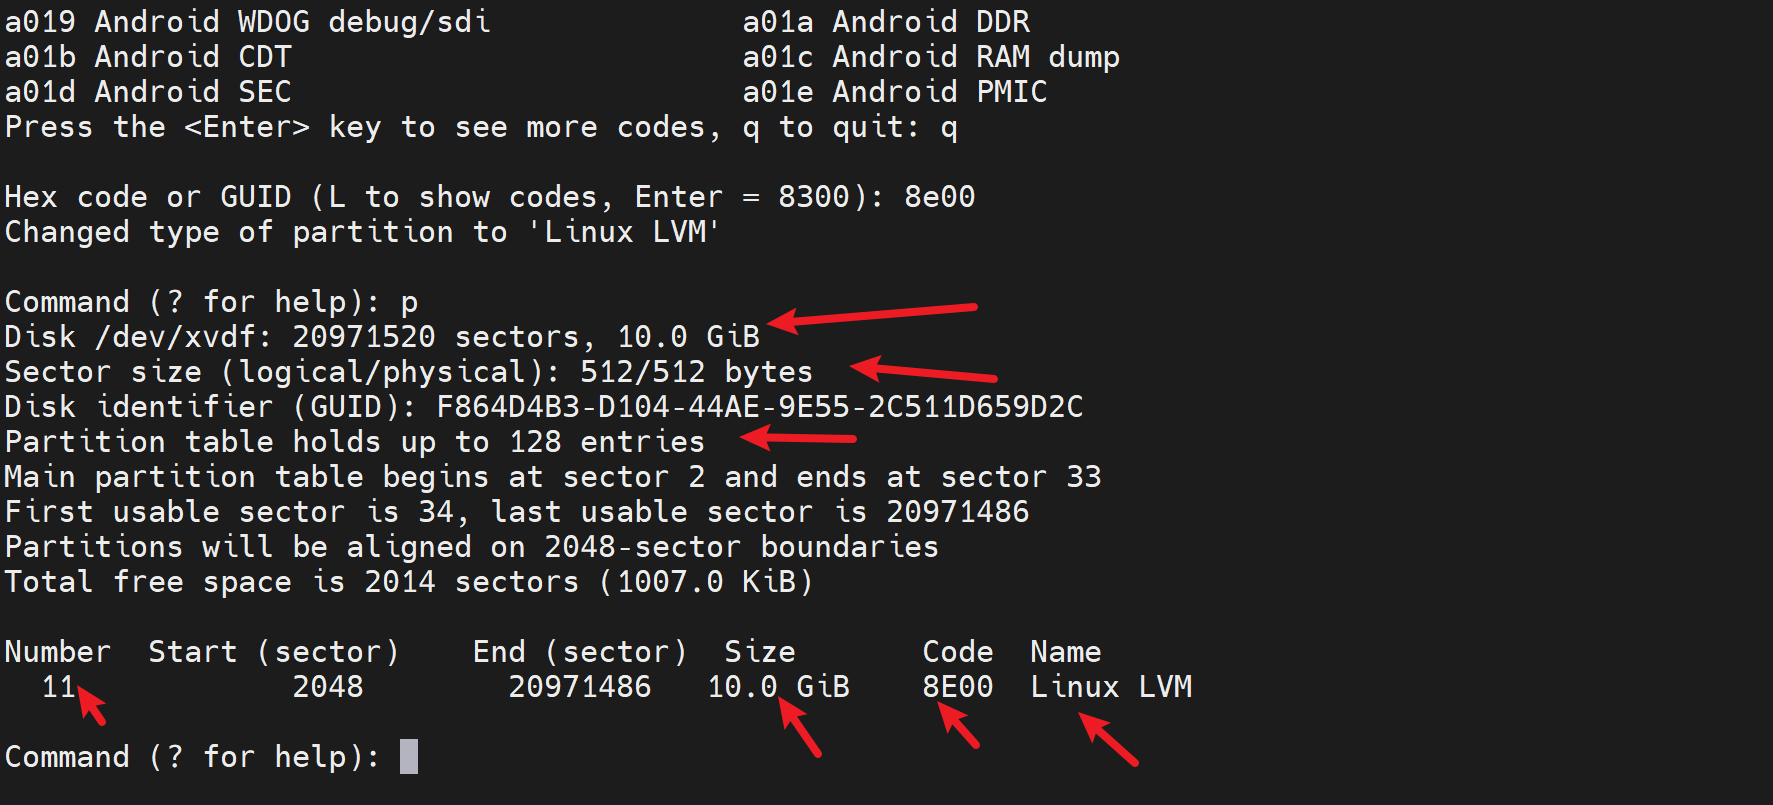 a019 Android WDOG debug/sdi                    a01a Android DDR
a01b Android CDT                               a01c Android RAM dump
a01d Android SEC                               a01e Android PMIC
Press the <Enter> key to see more codes, q to quit: q

Hex code or GUID (L to show codes, Enter = 8300): 8e00
Changed type of partition to 'Linux LVM'

Command (? for help): p
Disk /dev/xvdf: 20971520 sectors, 10.0 GiB
Sector size (logical/physical): 512/512 bytes
Disk identifier (GUID): F864D4B3-D104-44AE-9E55-2C511D659D2C
Partition table holds up to 128 entries
Main partition table begins at sector 2 and ends at sector 33
First usable sector is 34, last usable sector is 20971486
Partitions will be aligned on 2048-sector boundaries
Total free space is 2014 sectors (1007.0 KiB)

Number  Start (sector)    End (sector)  Size       Code  Name
  11            2048        20971486   10.0 GiB    8E00  Linux LVM

Command (? for help):